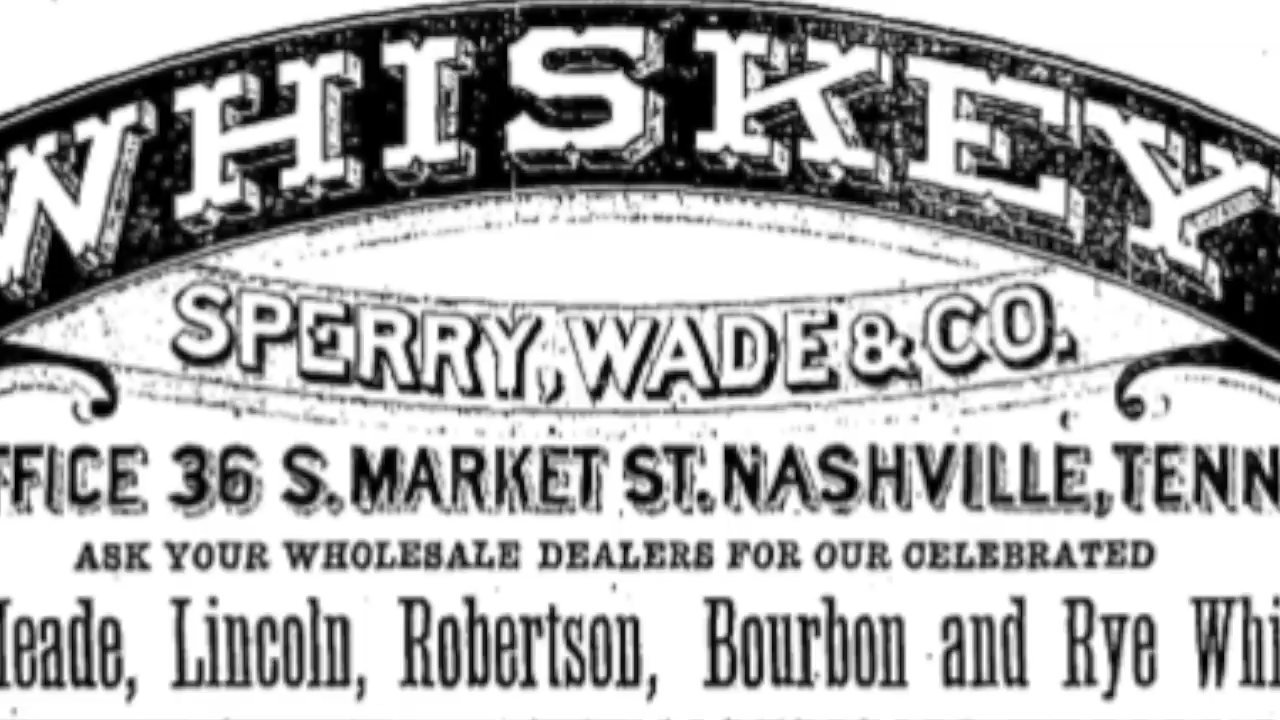 WHISKEY
SPERRY, WADE & CO.
FFICE 36 S. MARKET ST. NASHVILLE, TENN
ASK YOUR WHOLESALE DEALERS FOR OUR CELEBRATED
Meade, Lincoln, Robertson, Bourbon and Rye Whi